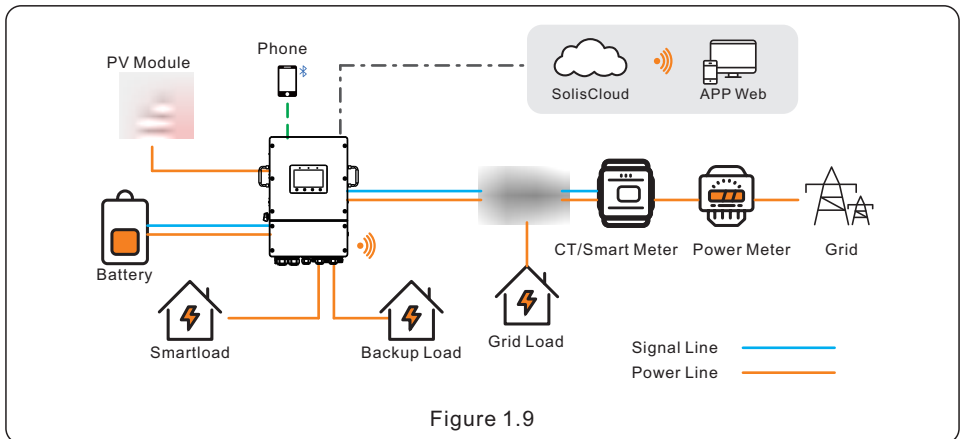 Phone
PV Module
SolisCloud
APP Web
CT/Smart Meter
Power Meter
Grid
Battery
Smartload
Backup Load
Grid Load
Signal Line
Power Line
Figure 1.9